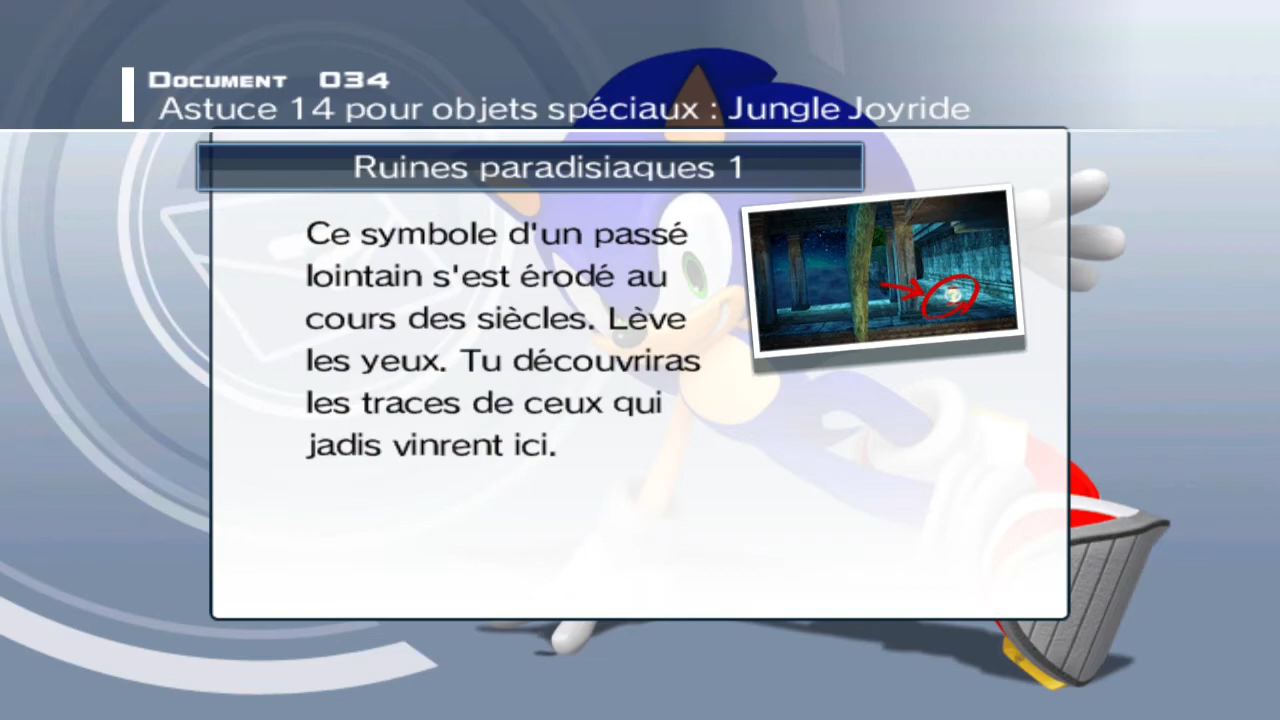 Document 034
Astuce 14 pour objets spéciaux : Jungle Joyride
Ruines paradisiaques 1
Ce symbole d'un passé
lointain s'est érodé au
cours des siècles. Lève
les yeux. Tu découvriras
les traces de ceux qui
jadis vinrent ici.